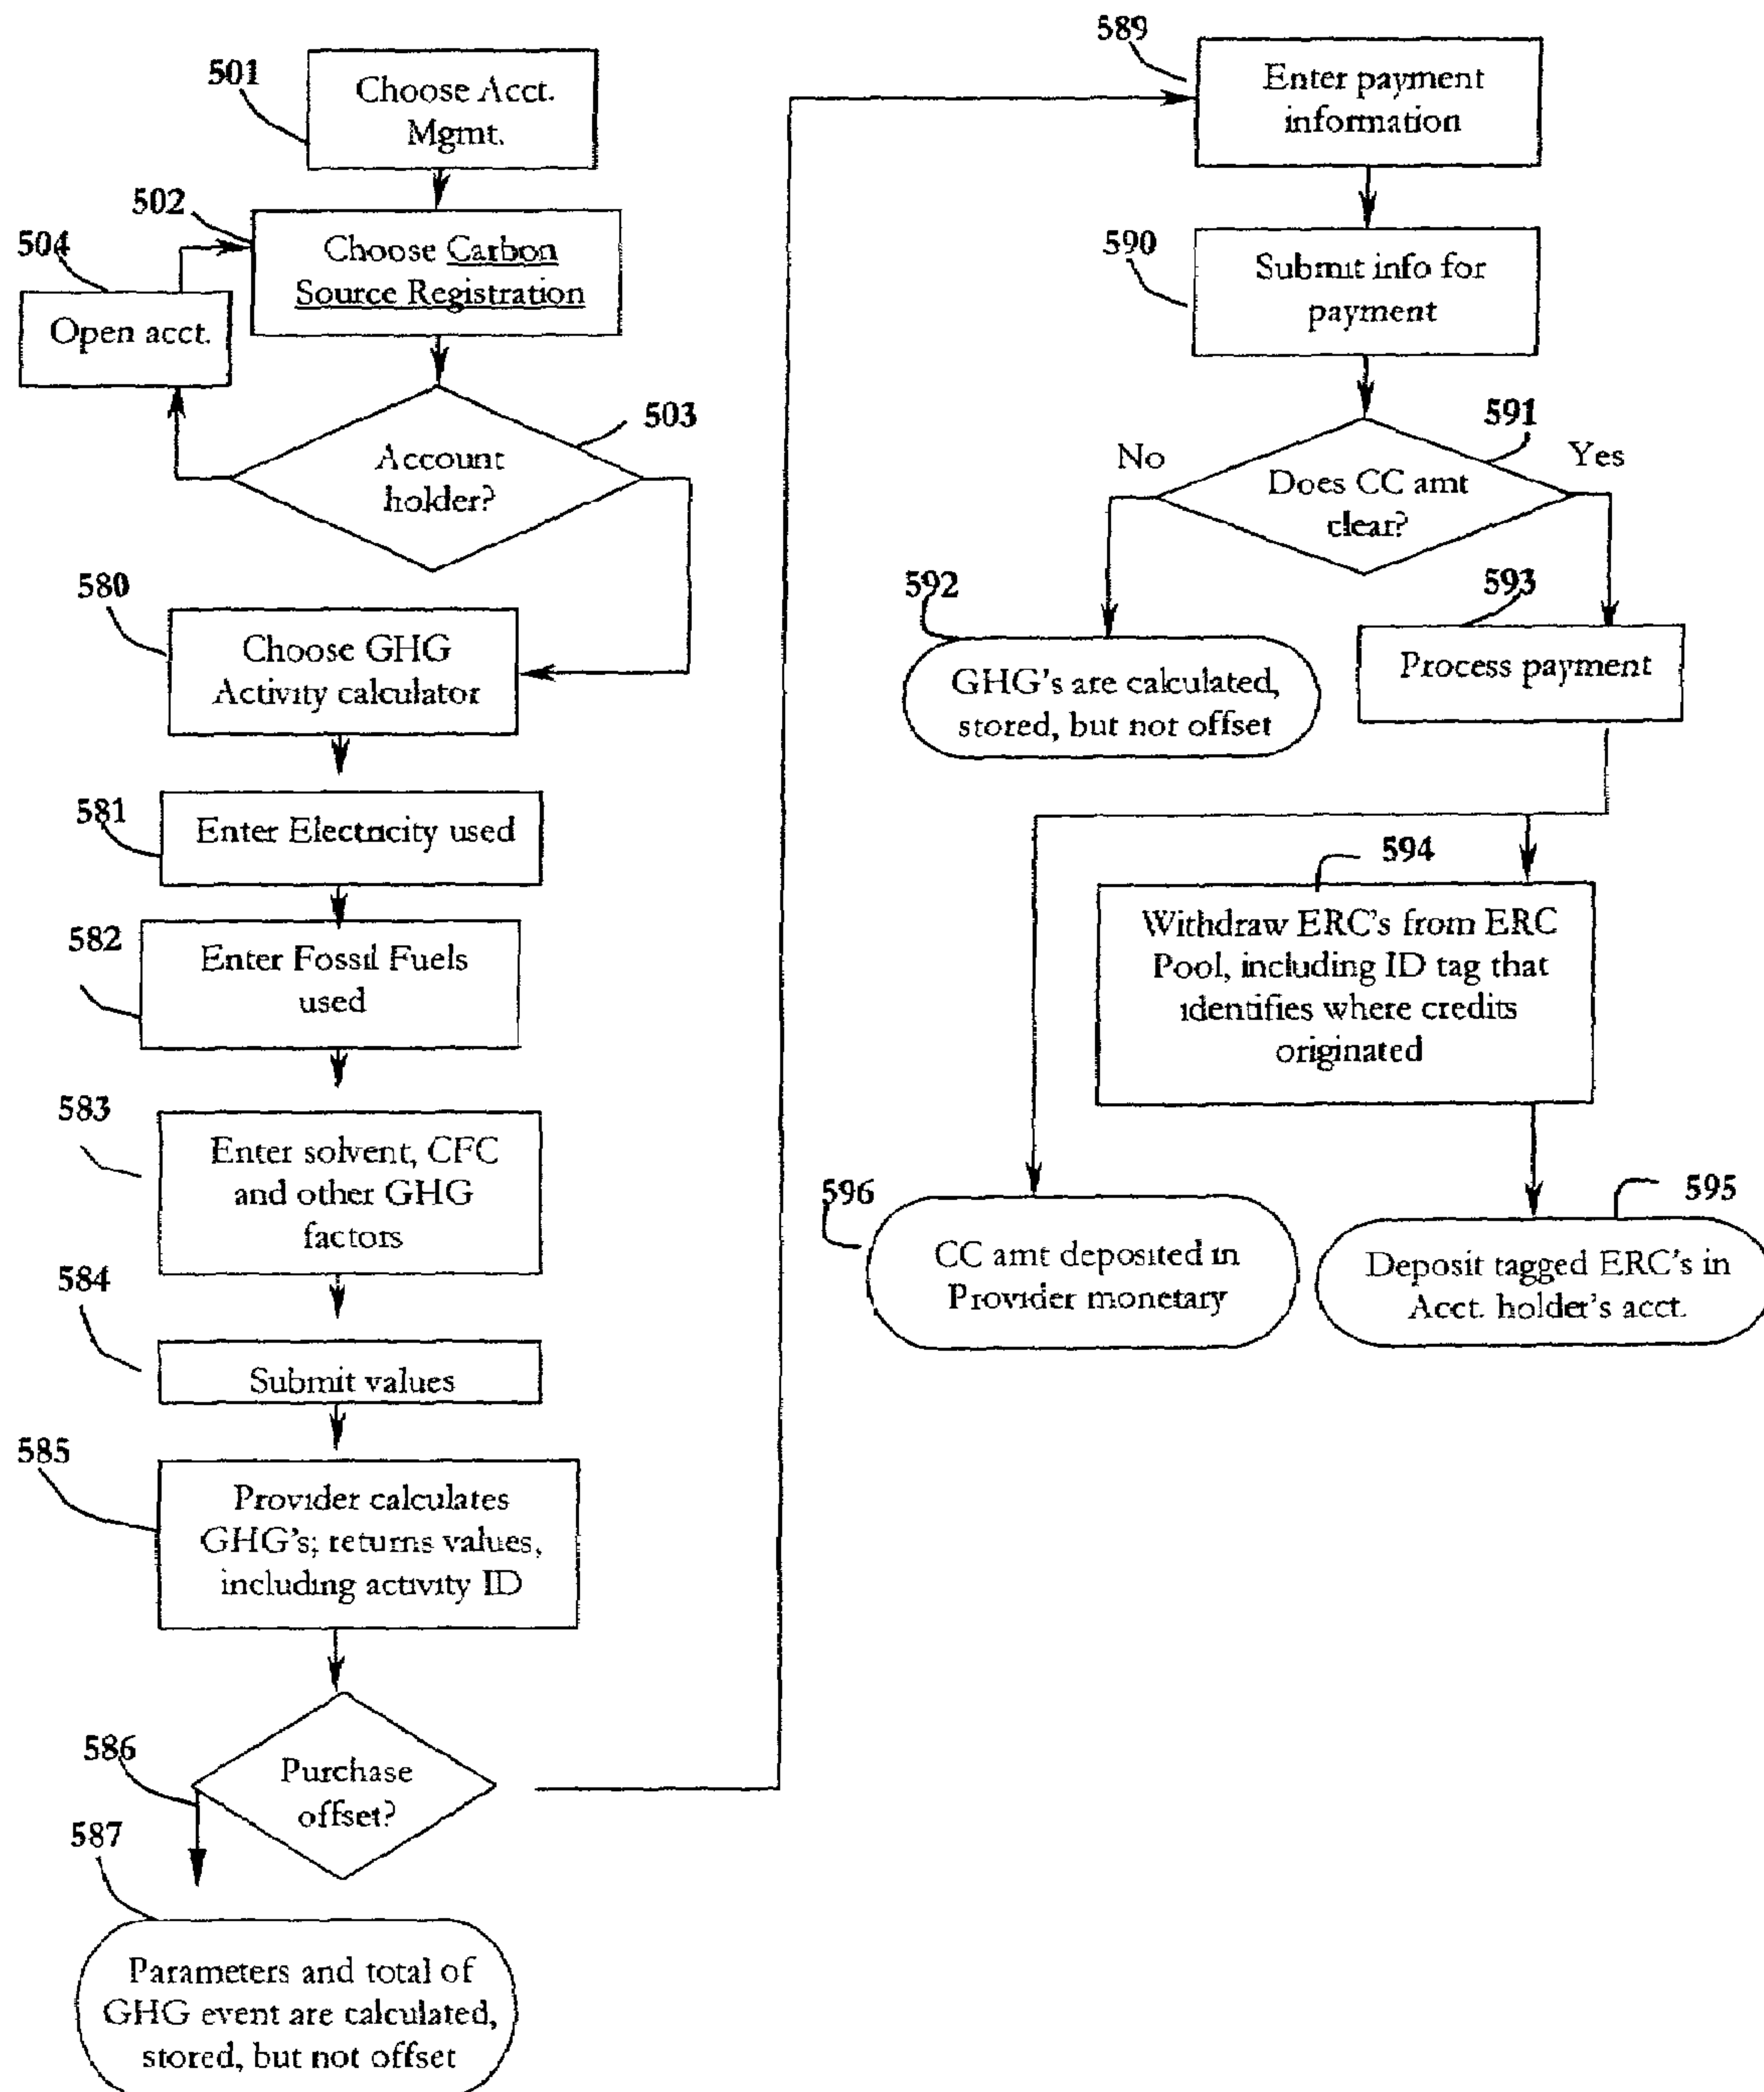 501
Choose Acct.
Mgmt.
502
Choose Carbon
Source Registration
504
Open acct.
503
Account
holder?
580
Choose GHG
Activity calculator
581
Enter Electricity used
582
Enter Fossil Fuels
used
583
Enter solvent, CFC
and other GHG
factors
584
Submit values
585
Provider calculates
GHG's; returns values,
including activity ID
586
Purchase
offset?
587
Parameters and total of
GHG event are calculated,
stored, but not offset
589
Enter payment
information
590
Submit info for
payment
591
No
Yes
Does CC amt
clear?
592
GHG's are calculated,
stored, but not offset
593
Process payment
594
Withdraw ERC's from ERC
Pool, including ID tag that
identifies where credits
originated
596
CC amt deposited in
Provider monetary
595
Deposit tagged ERC's in
Acct. holder's acct.